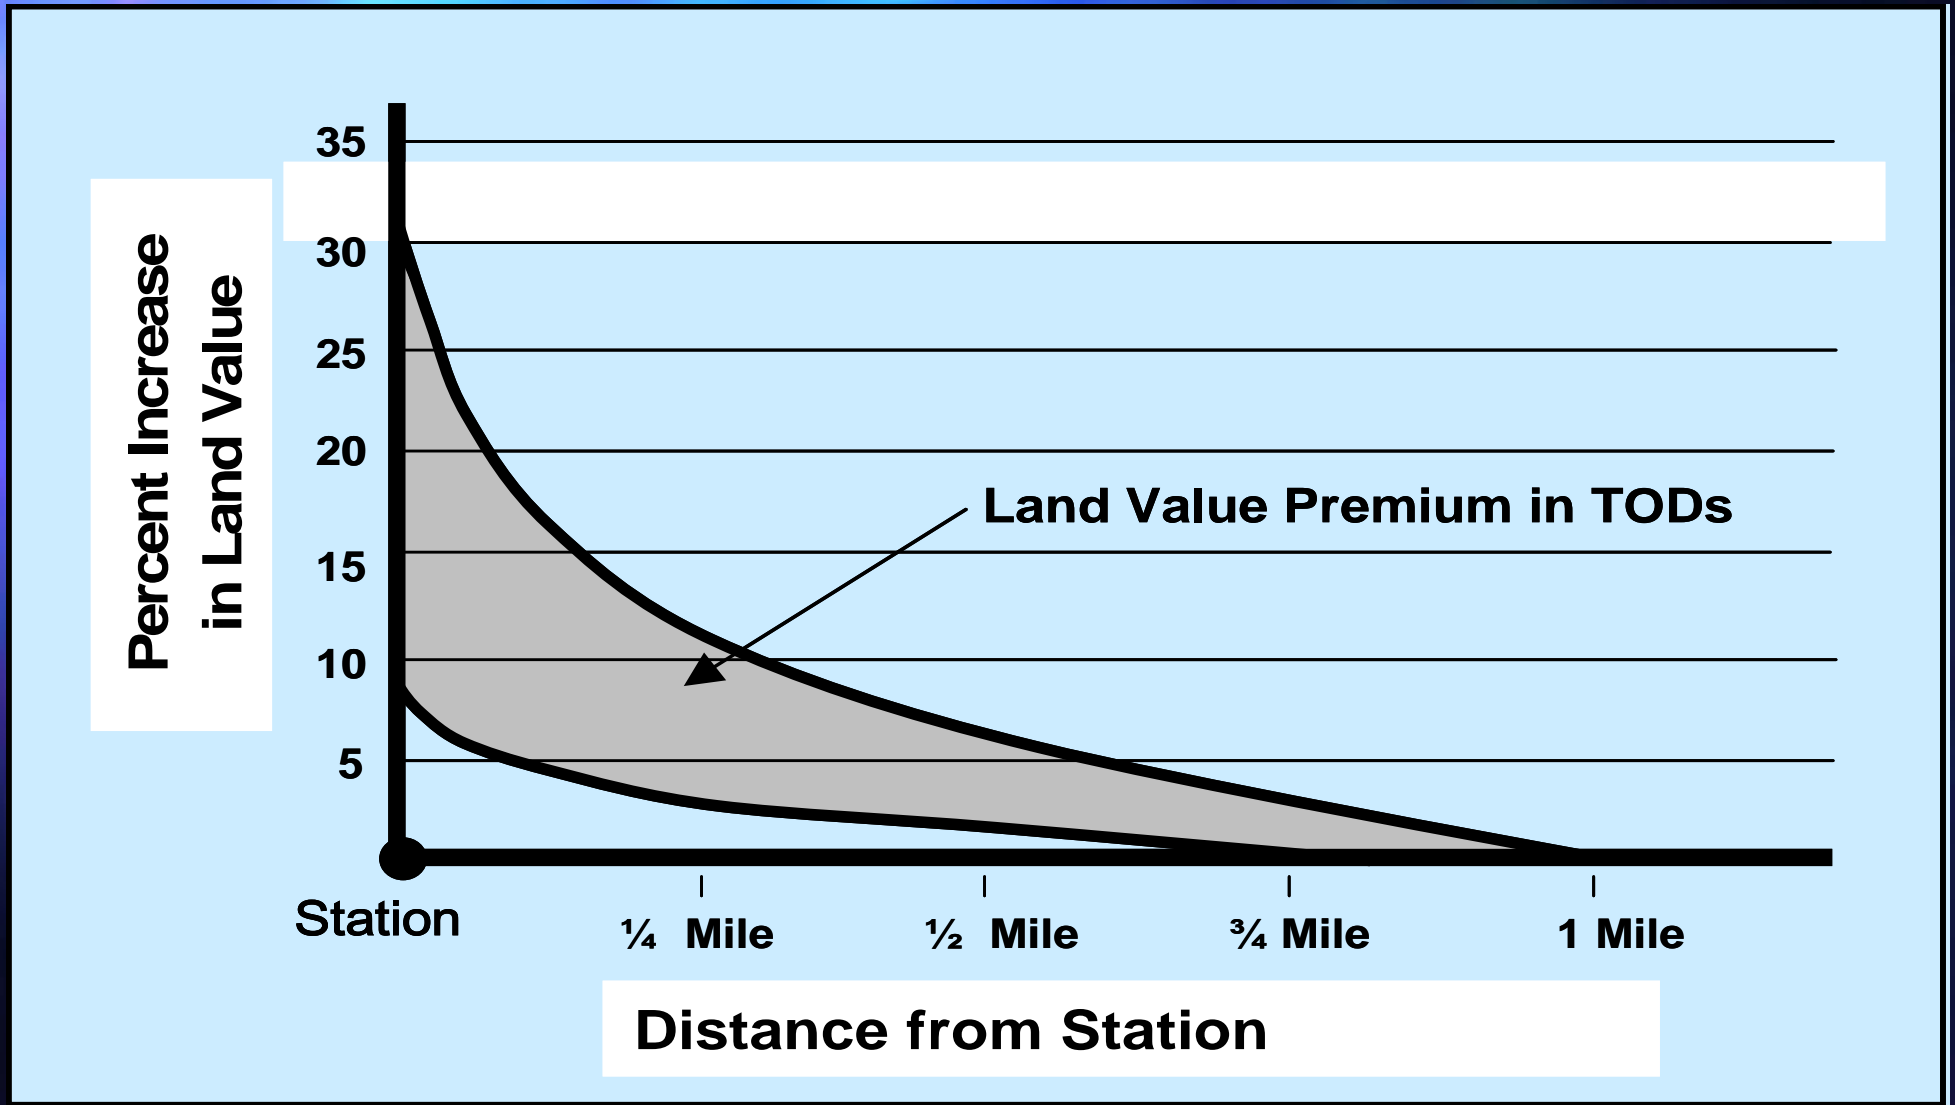 35
30
25
20
15
10
5
Percent Increase
in Land Value
Land Value Premium in TODs
Station
¼ Mile
½ Mile
¾ Mile
1 Mile
Distance from Station